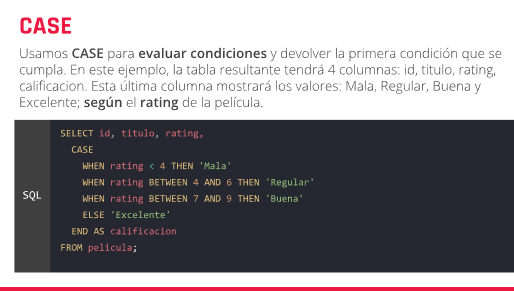 CASE
Usamos CASE para evaluar condiciones y devolver la primera condición que se
cumpla. En este ejemplo, la tabla resultante tendrá 4 columnas: id, titulo, rating,
calificacion. Esta última columna mostrará los valores: Mala, Regular, Buena y
Excelente; según el rating de la película.
SQL
SELECT id, titulo, rating,
CASE
WHEN rating < 4 THEN 'Mala'
WHEN rating BETWEEN 4 AND 6 THEN 'Regular'
WHEN rating BETWEEN 7 AND 9 THEN 'Buena'
ELSE 'Excelente'
END AS calificacion
FROM pelicula;